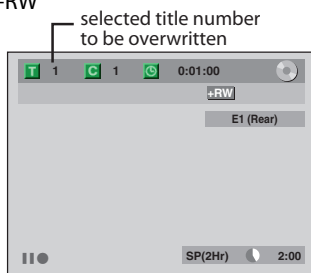 +RW
selected title number
to be overwritten
T 1 C 1 0:01:00
+RW
E1 (Rear)
SP(2Hr) 2:00